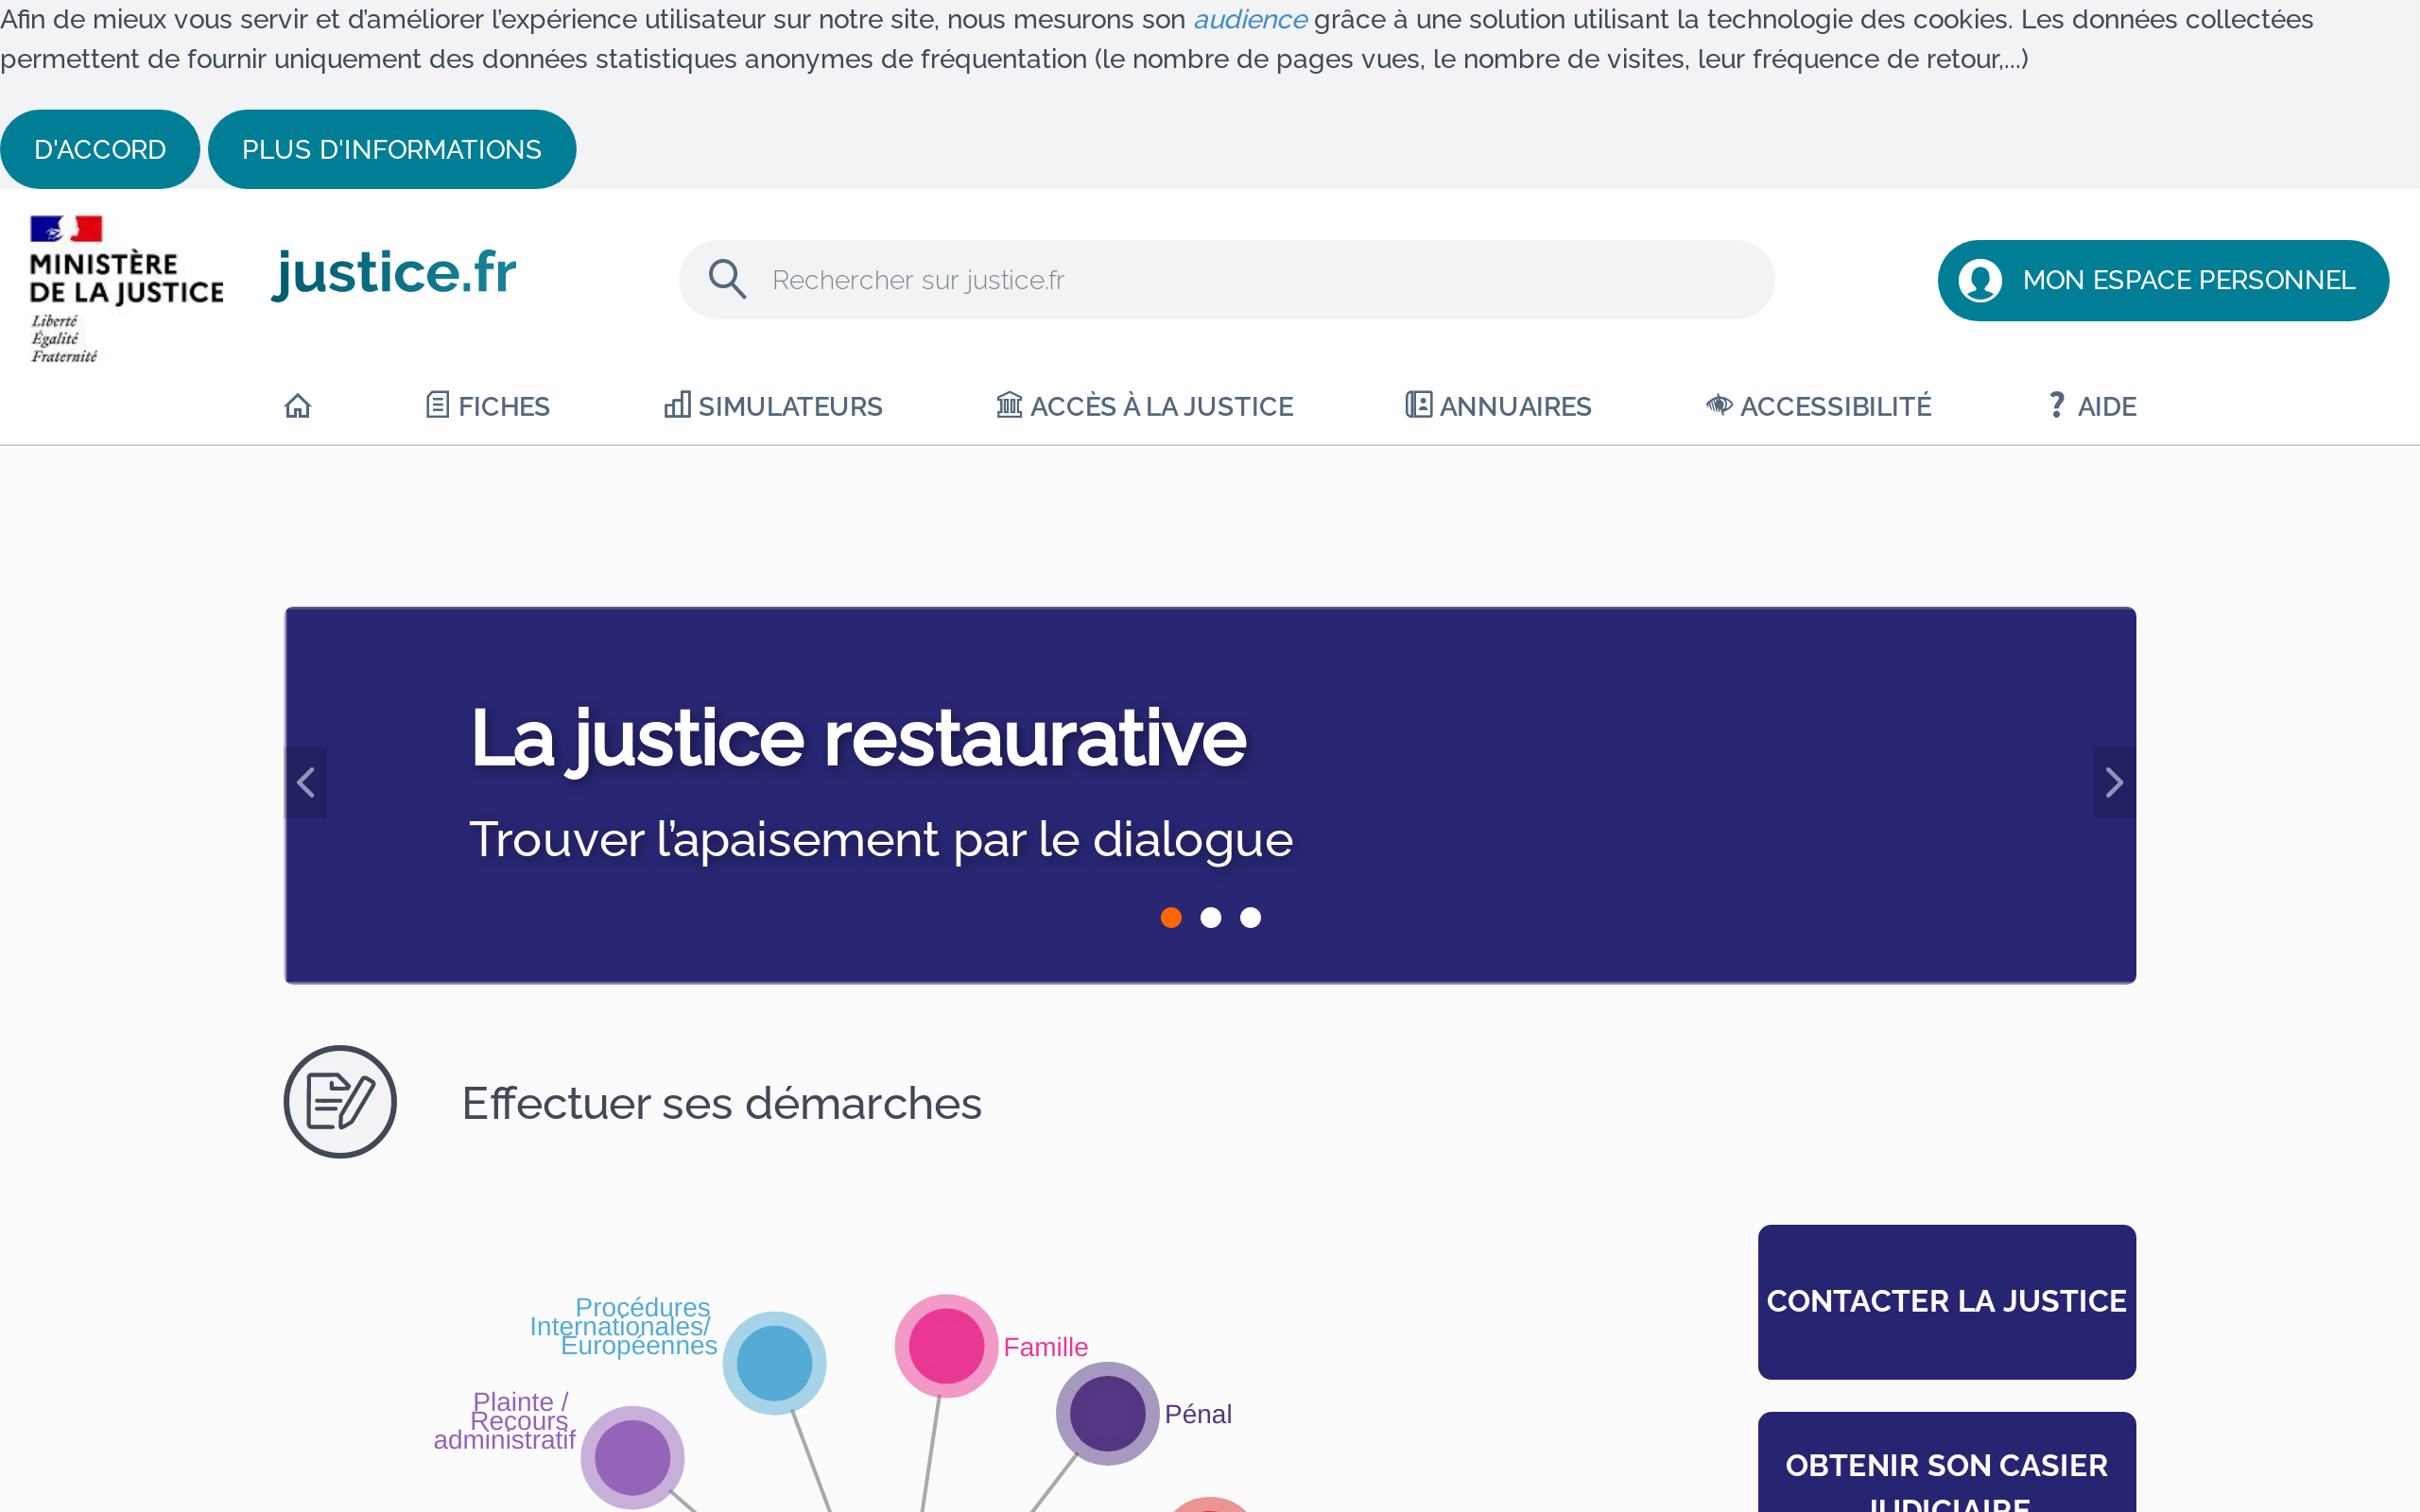 Afin de mieux vous servir et d’améliorer l’expérience utilisateur sur notre site, nous mesurons son audience grâce à une solution utilisant la technologie des cookies. Les données collectées
permettent de fournir uniquement des données statistiques anonymes de fréquentation (le nombre de pages vues, le nombre de visites, leur fréquence de retour,...)
D'ACCORD
PLUS D'INFORMATIONS
MINISTÈRE
DE LA JUSTICE
Liberté
Égalité
Fraternité
justice.fr
Rechercher sur justice.fr
MON ESPACE PERSONNEL
FICHES
SIMULATEURS
ACCÈS À LA JUSTICE
ANNUAIRES
ACCESSIBILITÉ
AIDE
La justice restaurative
Trouver l’apaisement par le dialogue
Effectuer ses démarches
Procédures
Internationales/
Européennes
Famille
Pénal
Plainte /
Recours
administratif
CONTACTER LA JUSTICE
OBTENIR SON CASIER
JUDICIAIRE